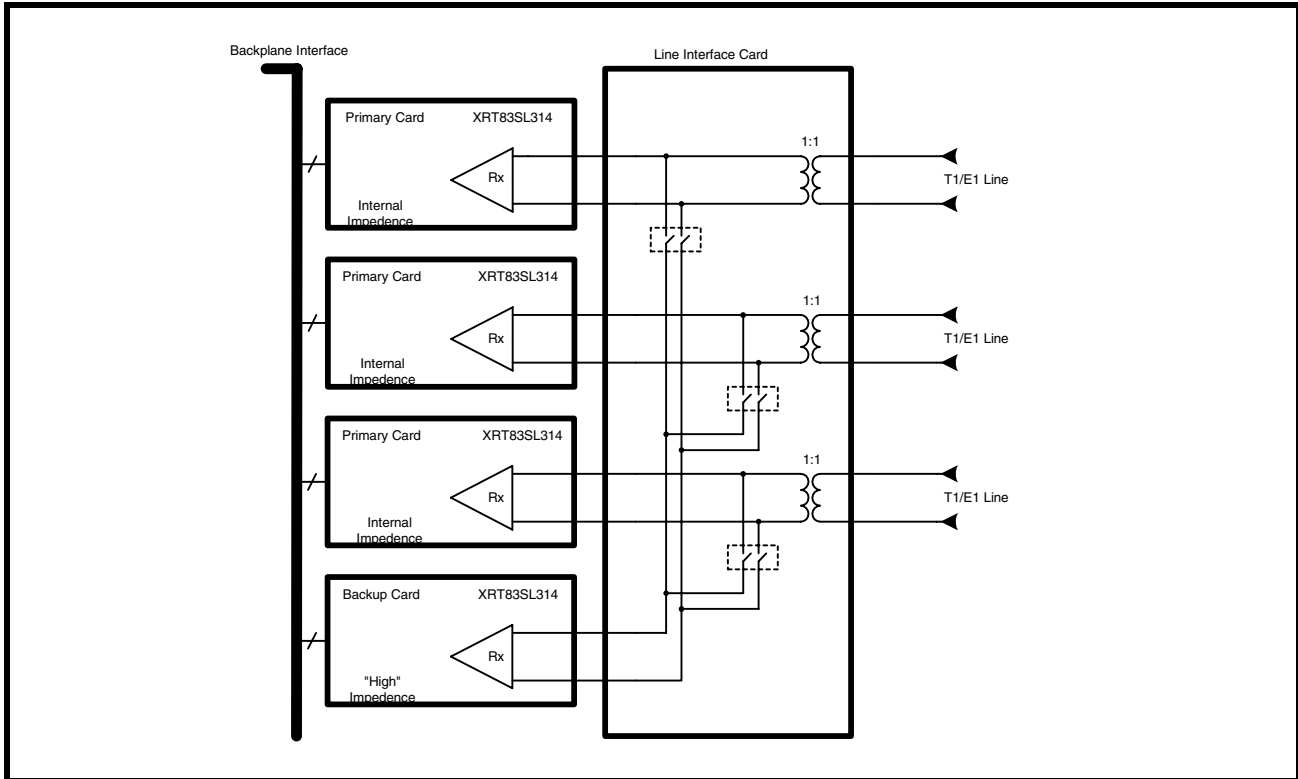 Backplane Interface
Line Interface Card
Primary Card XRT83SL314
Rx
Internal
Impedence
1:1
T1/E1 Line
Primary Card XRT83SL314
Rx
Internal
Impedence
1:1
T1/E1 Line
Primary Card XRT83SL314
Rx
Internal
Impedence
1:1
T1/E1 Line
Backup Card XRT83SL314
Rx
"High"
Impedence